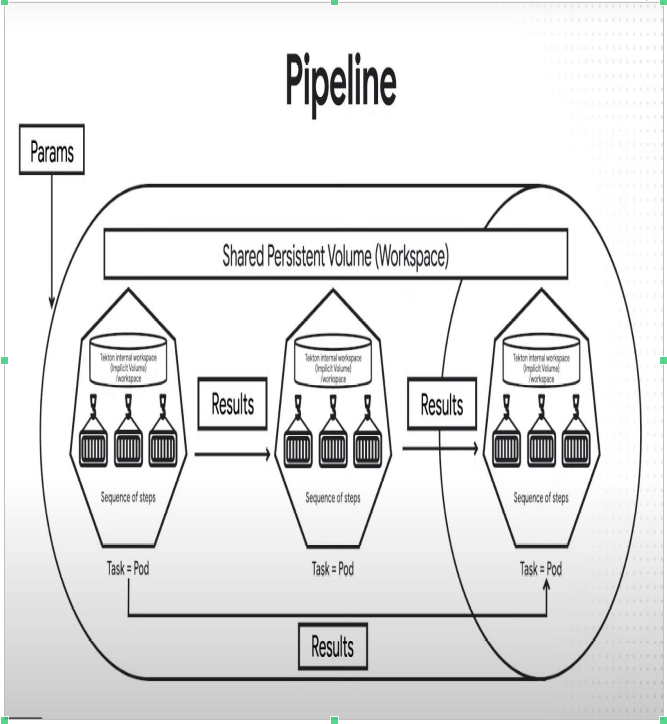 Pipeline
Params
Shared Persistent Volume (Workspace)
Tekton internal workspace
(Implicit Volume)
/workspace
Sequence of steps
Task = Pod
Results
Tekton internal workspace
(Implicit Volume)
/workspace
Sequence of steps
Task = Pod
Results
Tekton internal workspace
(Implicit Volume)
/workspace
Sequence of steps
Task = Pod
Results